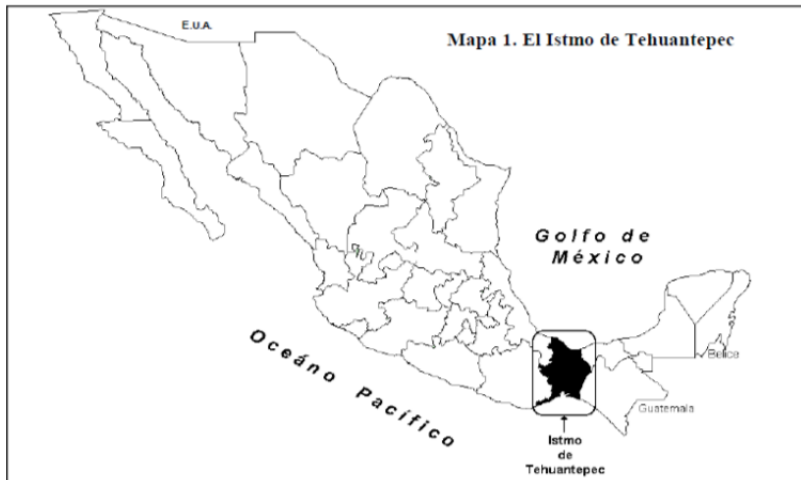 E.U.A.
Mapa 1. El Istmo de Tehuantepec
Golfo de
México
Oceáno Pacífico
Belice
Guatemala
Istmo
de
Tehuantepec